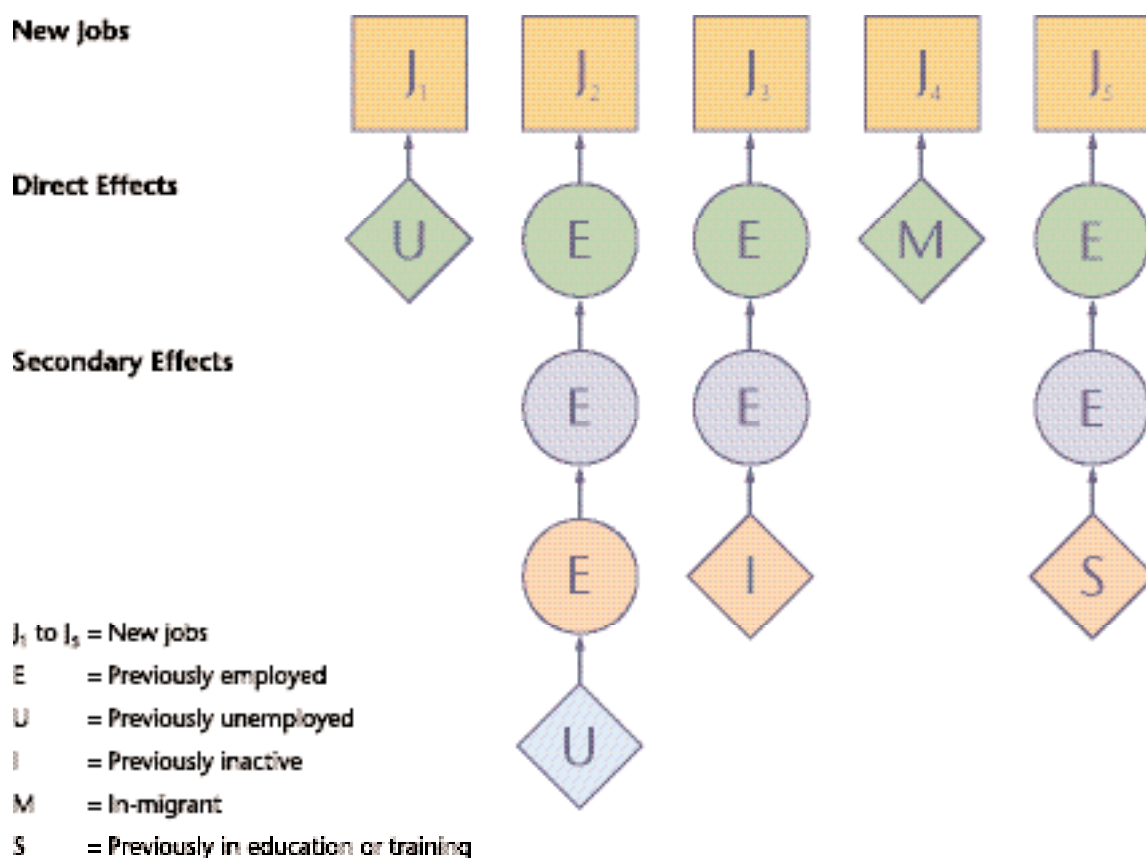 New Jobs
J₁ J₂ J₃ J₄ J₅
Direct Effects
U E E M E
Secondary Effects
E E E
E I S
U
J₁ to J₅ = New jobs
E = Previously employed
U = Previously unemployed
I = Previously inactive
M = In-migrant
S = Previously in education or training